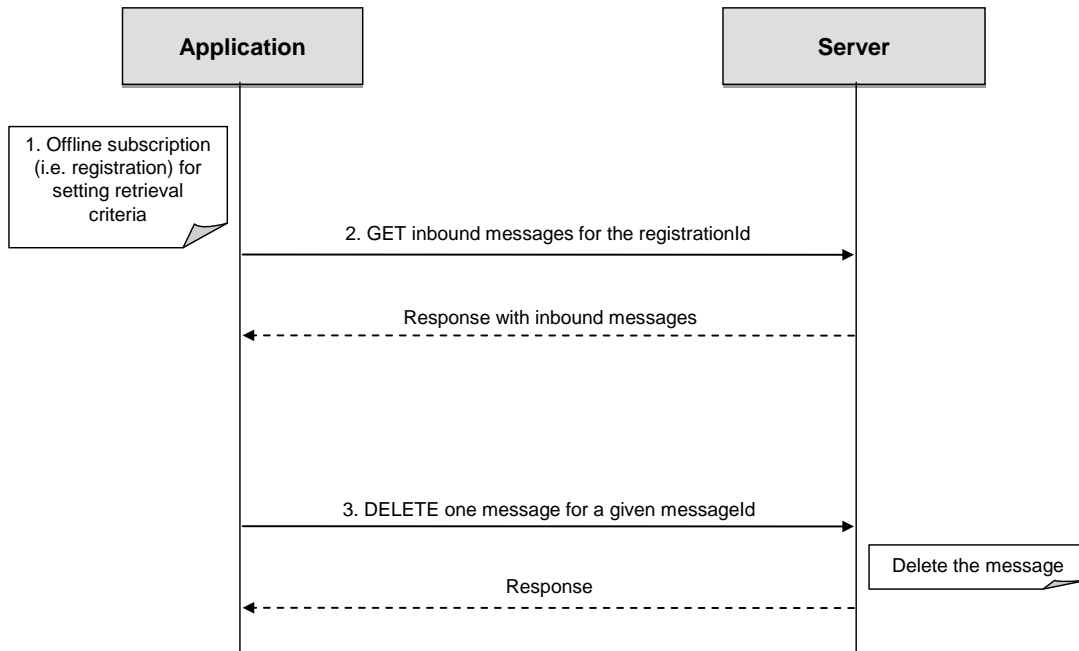 Application
Server
1. Offline subscription
(i.e. registration) for
setting retrieval
criteria
2. GET inbound messages for the registrationId
Response with inbound messages
3. DELETE one message for a given messageId
Delete the message
Response